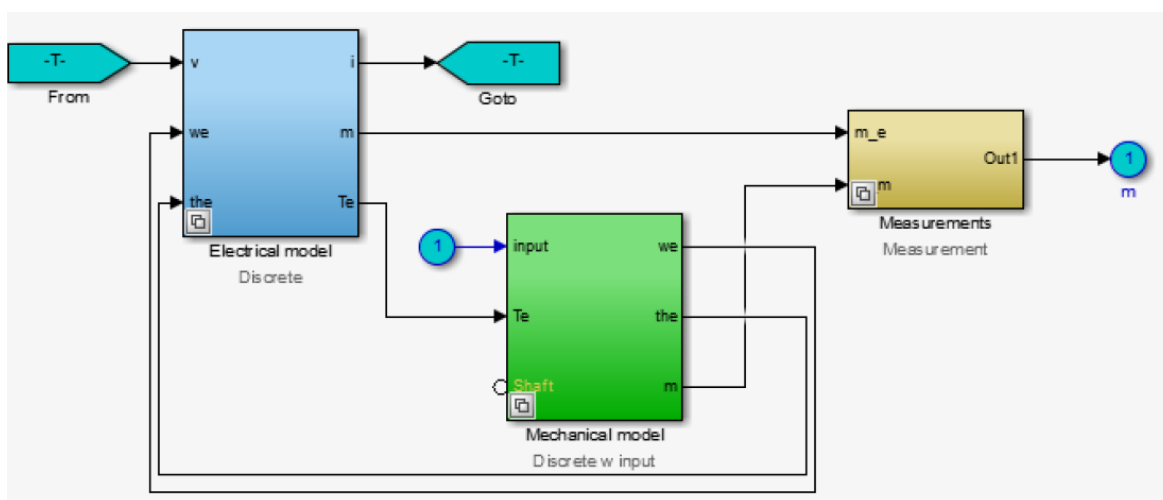 -T-
From
v
we
the
i
m
Te
Electrical model
Discrete
-T-
Goto
m_e
m
Out1
Measurements
Measurement
1
m
1
input
Te
Shaft
we
the
m
Mechanical model
Discrete w input